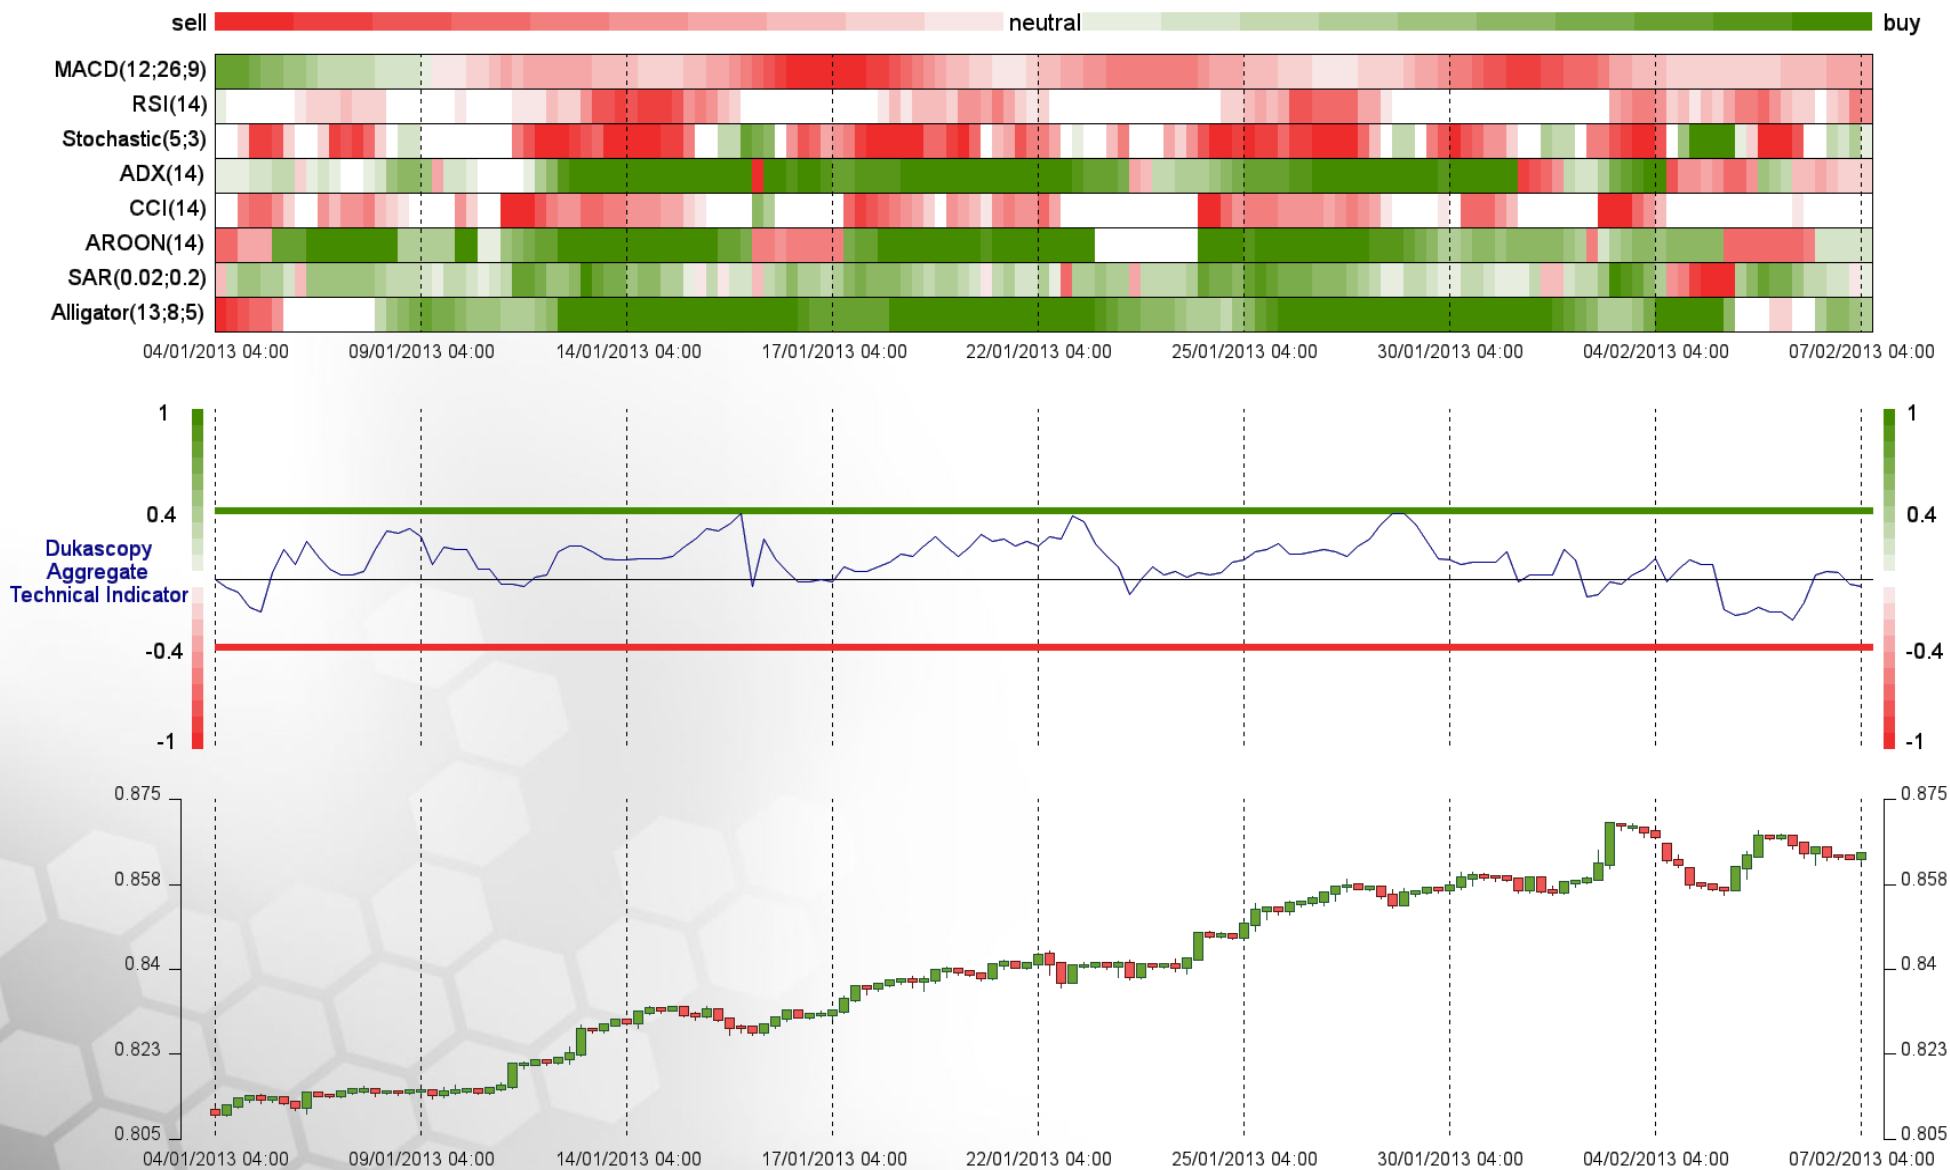 sell neutral buy
MACD(12;26;9)
RSI(14)
Stochastic(5;3)
ADX(14)
CCI(14)
AROON(14)
SAR(0.02;0.2)
Alligator(13;8;5)
04/01/2013 04:00 09/01/2013 04:00 14/01/2013 04:00 17/01/2013 04:00 22/01/2013 04:00 25/01/2013 04:00 30/01/2013 04:00 04/02/2013 04:00 07/02/2013 04:00
1 1
0.4 0.4
Dukascopy
Aggregate
Technical Indicator
-0.4 -0.4
-1 -1
0.875 0.875
0.858 0.858
0.84 0.84
0.823 0.823
0.805 0.805
04/01/2013 04:00 09/01/2013 04:00 14/01/2013 04:00 17/01/2013 04:00 22/01/2013 04:00 25/01/2013 04:00 30/01/2013 04:00 04/02/2013 04:00 07/02/2013 04:00